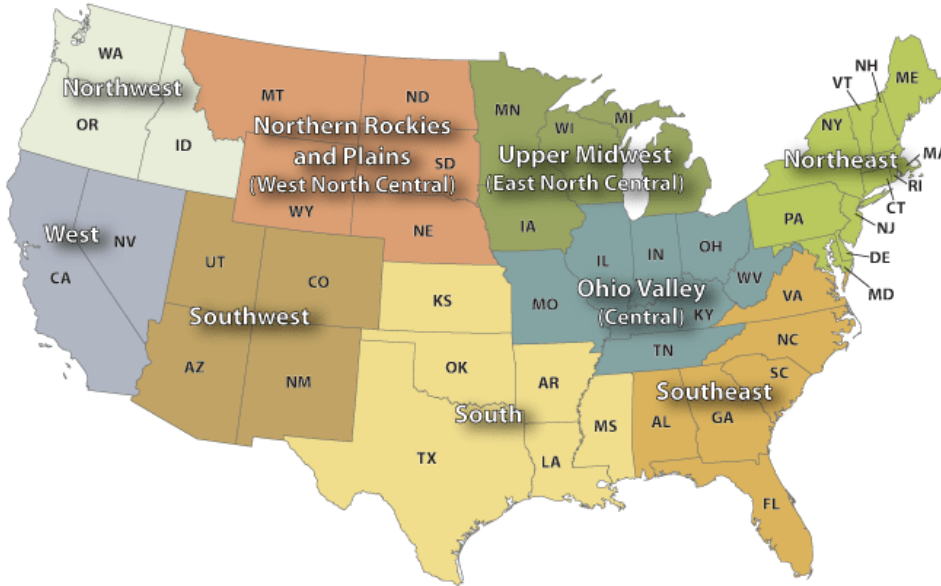 WA
Northwest
OR
ID
MT
ND
Northern Rockies
and Plains
(West North Central)
SD
WY
NE
MN
WI
MI
Upper Midwest
(East North Central)
IA
ME
NH
VT
NY
MA
Northeast
RI
CT
NJ
PA
DE
MD
West
NV
CA
UT
CO
Southwest
AZ
NM
KS
OK
AR
South
TX
LA
MS
IL
IN
OH
WV
Ohio Valley
(Central)
MO
KY
TN
VA
NC
SC
Southeast
AL
GA
FL